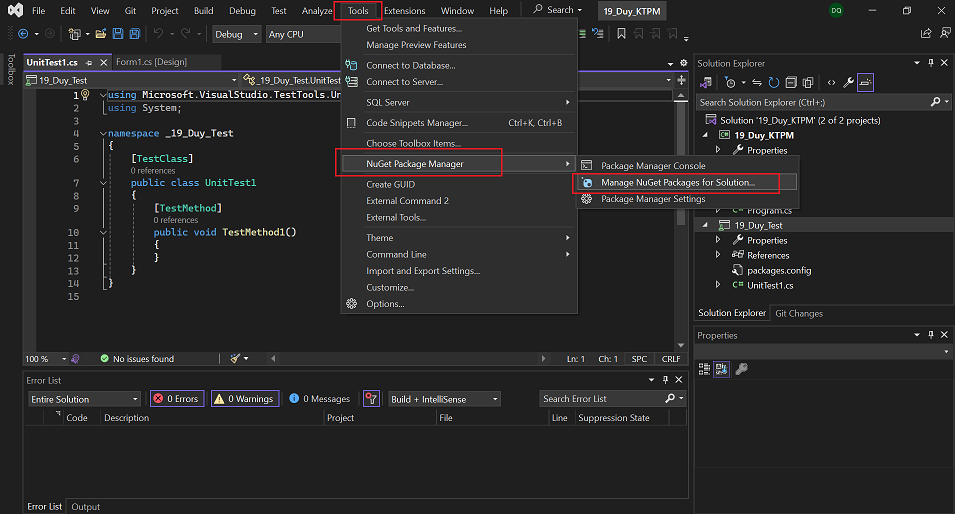 File Edit View Git Project Build Debug Test Analyze Tools Extensions Window Help Search 19_Duy_KTPM DQ
Debug Any CPU
Toolbox
UnitTest1.cs Form1.cs [Design]
19_Duy_Test _19_Duy_Test.UnitTest
1 using Microsoft.VisualStudio.TestTools.Un
2 using System;
3
4 namespace _19_Duy_Test
5 {
6 [TestClass]
0 references
7 public class UnitTest1
8 {
9 [TestMethod]
0 references
10 public void TestMethod1()
11 {
12 }
13 }
14 }
15
100 % No issues found Ln: 1 Ch: 1 SPC CRLF
Get Tools and Features...
Manage Preview Features
Connect to Database...
Connect to Server...
SQL Server
Code Snippets Manager... Ctrl+K, Ctrl+B
Choose Toolbox Items...
NuGet Package Manager
Create GUID
External Command 2
External Tools...
Theme
Command Line
Import and Export Settings...
Customize...
Options...
Package Manager Console
Manage NuGet Packages for Solution...
Package Manager Settings
Solution Explorer
Search Solution Explorer (Ctrl+;)
Solution '19_Duy_KTPM' (2 of 2 projects)
C# 19_Duy_KTPM
Properties
Program.cs
19_Duy_Test
Properties
References
packages.config
C# UnitTest1.cs
Solution Explorer Git Changes
Properties
Error List
Entire Solution 0 Errors 0 Warnings 0 Messages Build + IntelliSense Search Error List
Code Description Project File Line Suppression State
Error List Output